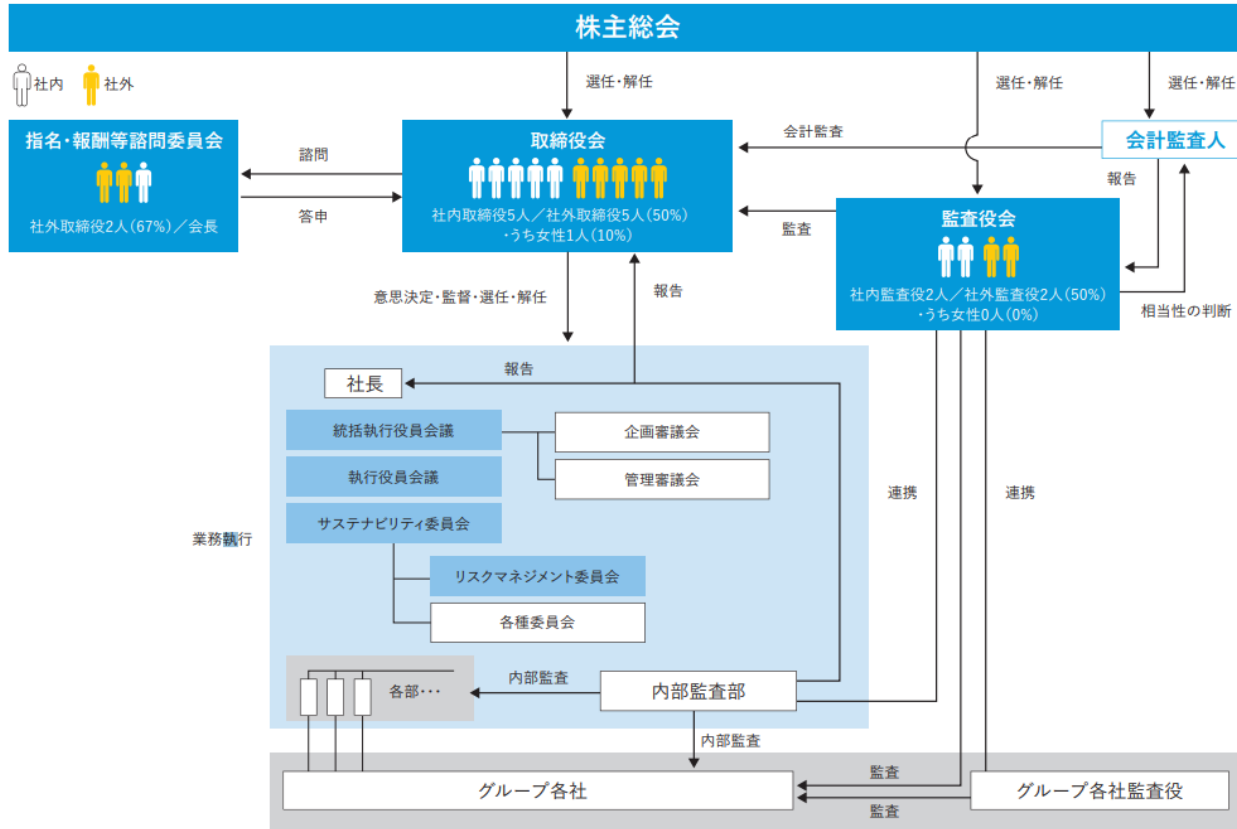 株主総会
社内
社外
選任・解任
選任・解任
選任・解任
指名・報酬等諮問委員会
社外取締役2人(67%)／会長
諮問
答申
取締役会
社内取締役5人／社外取締役5人(50%)
・うち女性1人(10%)
会計監査
会計監査人
報告
監査
監査役会
社内監査役2人／社外監査役2人(50%)
・うち女性0人(0%)
相当性の判断
意思決定・監督・選任・解任
報告
社長
報告
統括執行役員会議
企画審議会
執行役員会議
管理審議会
連携
連携
サステナビリティ委員会
業務執行
リスクマネジメント委員会
各種委員会
各部・・・
内部監査
内部監査部
内部監査
グループ各社
監査
監査
グループ各社監査役